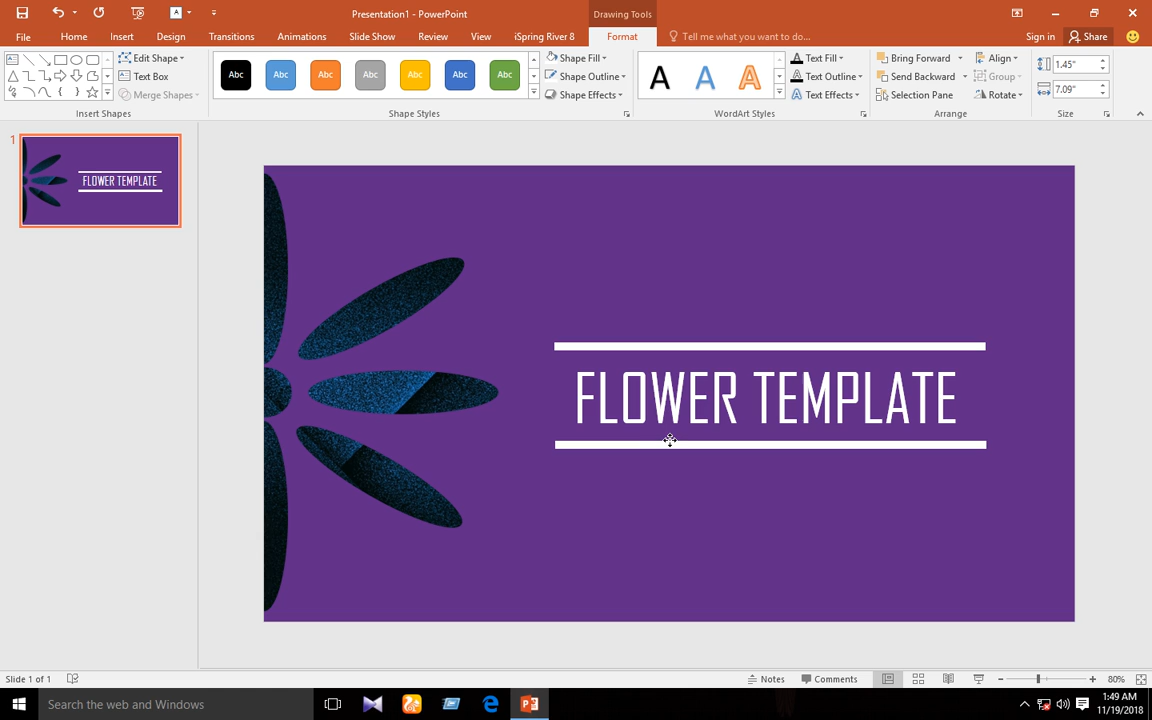 Presentation1 - PowerPoint
Drawing Tools
File Home Insert Design Transitions Animations Slide Show Review View iSpring River 8 Format Tell me what you want to do... Sign in Share
Edit Shape
Text Box
Merge Shapes
Insert Shapes
Abc Abc Abc Abc Abc Abc Abc
Shape Fill
Shape Outline
Shape Effects
Shape Styles
A A A
Text Fill
Text Outline
Text Effects
WordArt Styles
Bring Forward
Send Backward
Selection Pane
Align
Group
Rotate
Arrange
1.45"
7.09"
Size
1
FLOWER TEMPLATE
FLOWER TEMPLATE
Slide 1 of 1
Notes Comments 80%
Search the web and Windows
1:49 AM
11/19/2018